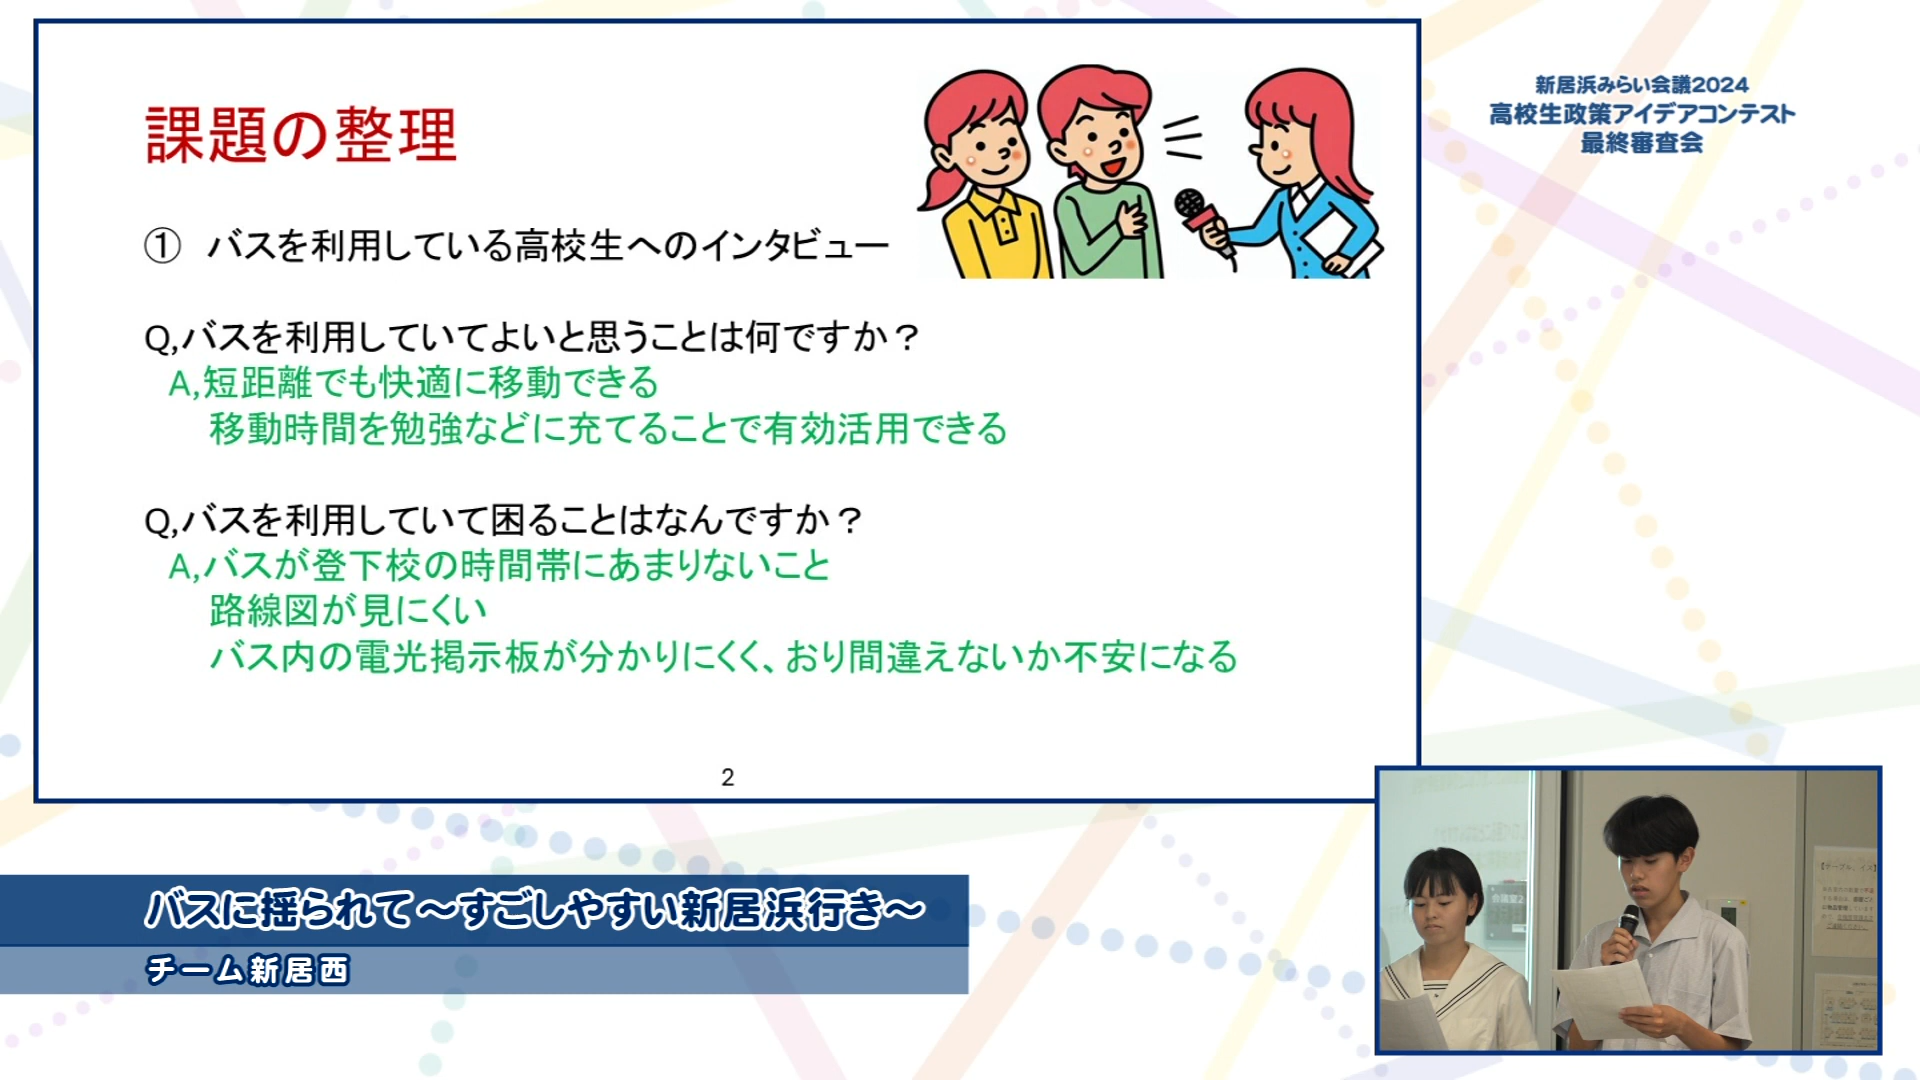 課題の整理
① バスを利用している高校生へのインタビュー
Q,バスを利用していてよいと思うことは何ですか？
A,短距離でも快適に移動できる
移動時間を勉強などに充てることで有効活用できる
Q,バスを利用していて困ることはなんですか？
A,バスが登下校の時間帯にあまりないこと
路線図が見にくい
バス内の電光掲示板が分かりにくく、おり間違えないか不安になる
2
新居浜みらい会議2024
高校生政策アイデアコンテスト
最終審査会
バスに揺られて～すごしやすい新居浜行き～
チーム新居西
会議室2